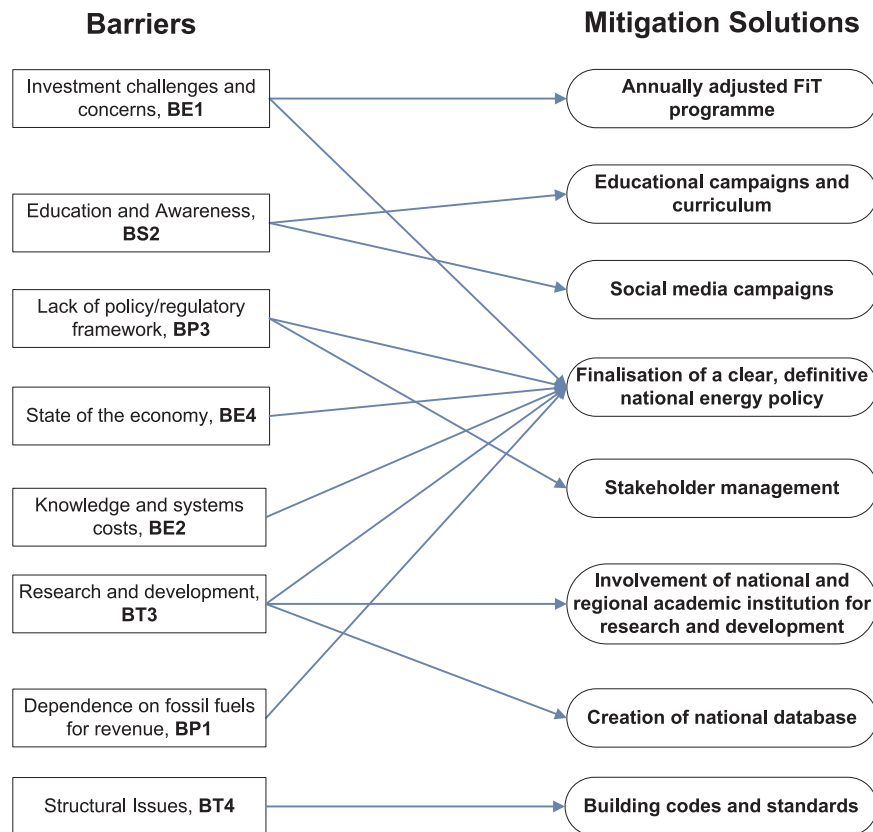 Barriers
Mitigation Solutions
Investment challenges and
concerns, BE1
Annually adjusted FiT
programme
Education and Awareness,
BS2
Educational campaigns and
curriculum
Social media campaigns
Lack of policy/regulatory
framework, BP3
State of the economy, BE4
Finalisation of a clear, definitive
national energy policy
Knowledge and systems
costs, BE2
Stakeholder management
Research and development,
BT3
Involvement of national and
regional academic institution for
research and development
Dependence on fossil fuels
for revenue, BP1
Creation of national database
Structural Issues, BT4
Building codes and standards